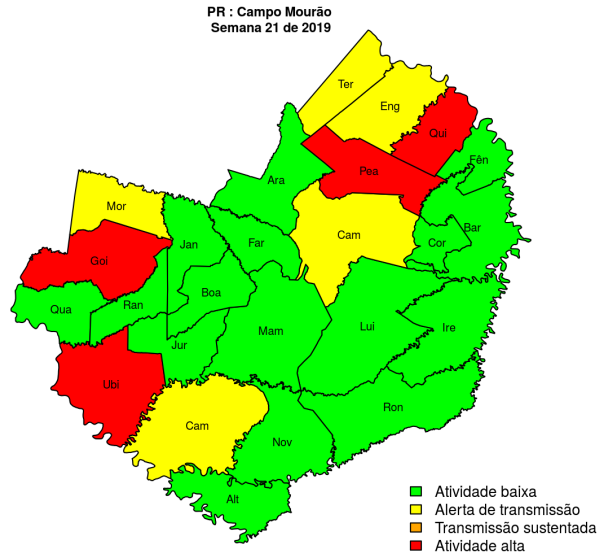 PR : Campo Mourão
Semana 21 de 2019
Ter
Eng
Qui
Fên
Pea
Ara
Mor
Cam
Bar
Jan
Far
Cor
Goi
Boa
Qua
Ran
Mam
Lui
Ire
Jur
Ubi
Ron
Cam
Nov
Alt
Atividade baixa
Alerta de transmissão
Transmissão sustentada
Atividade alta